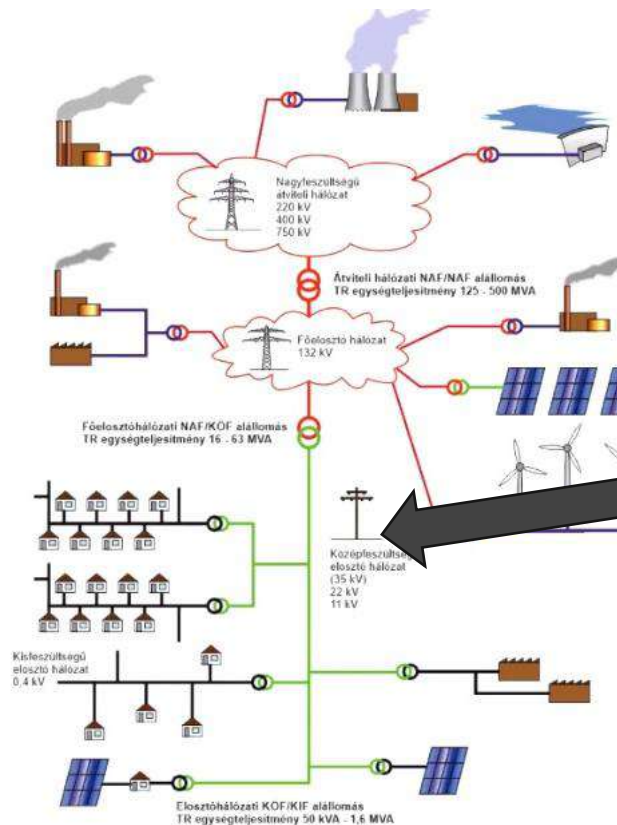 Nagyfeszültségű
átviteli hálózat
220 kV
400 kV
750 kV
Átviteli hálózati NAF/NAF alállomás
TR egységteljesítmény 125 - 500 MVA
Főelosztó hálózat
132 kV
Főelosztóhálózati NAF/KÖF alállomás
TR egységteljesítmény 16 - 63 MVA
Középfeszültség
elosztó hálózat
(35 kV)
22 kV
11 kV
Kisfeszültségű
elosztó hálózat
0,4 kV
Elosztóhálózati KÖF/KIF alállomás
TR egységteljesítmény 50 kVA - 1,6 MVA